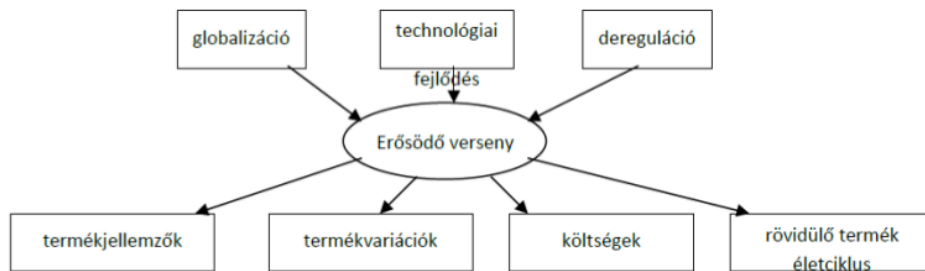 globalizáció
technológiai
fejlődés
dereguláció
Erősödő verseny
termékjellemzők
termékvariációk
költségek
rövidülő termék
életciklus